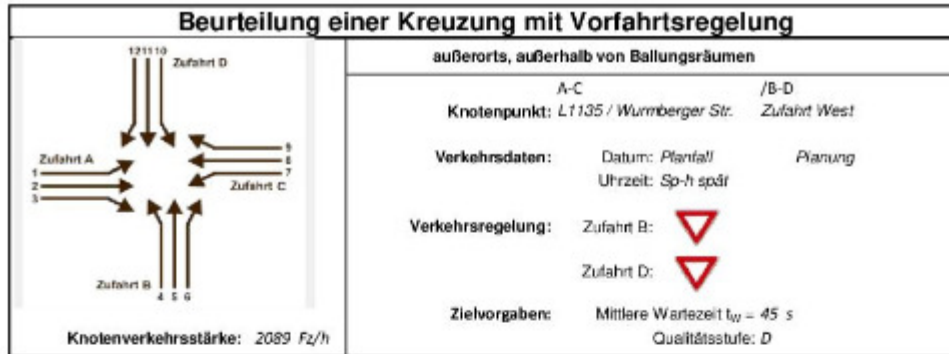 Beurteilung einer Kreuzung mit Vorfahrtsregelung
121110
Zufahrt D
Zufahrt A
1
2
3
9
8
7
Zufahrt C
Zufahrt B
4 5 6
Knotenverkehrsstärke: 2089 Fz/h
außerorts, außerhalb von Ballungsräumen
A-C /B-D
Knotenpunkt: L1135 / Wurmberger Str. Zufahrt West
Verkehrsdaten: Datum: Planfall Planung
Uhrzeit: Sp-h spät
Verkehrsregelung: Zufahrt B:
Zufahrt D:
Zielvorgaben: Mittlere Wartezeit tW = 45 s
Qualitätsstufe: D